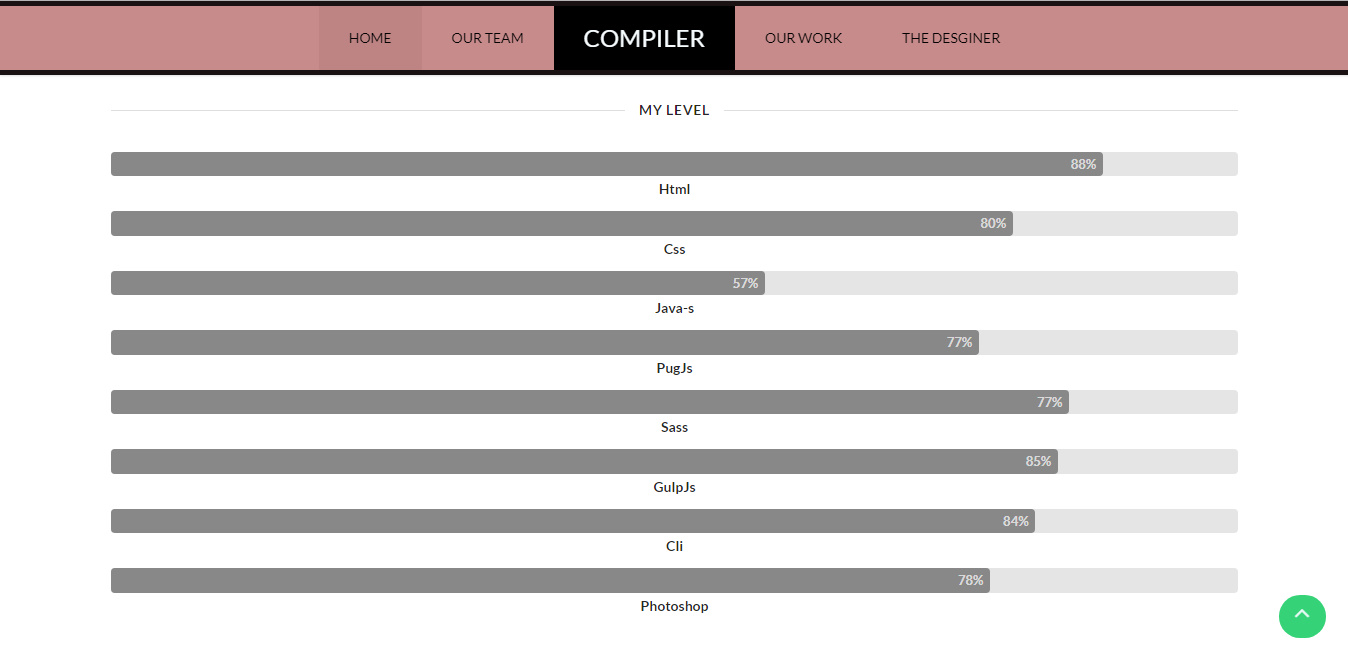 HOME OUR TEAM COMPILER OUR WORK THE DESGINER
MY LEVEL
88%
Html
80%
Css
57%
Java-s
77%
PugJs
77%
Sass
85%
GulpJs
84%
Cli
78%
Photoshop